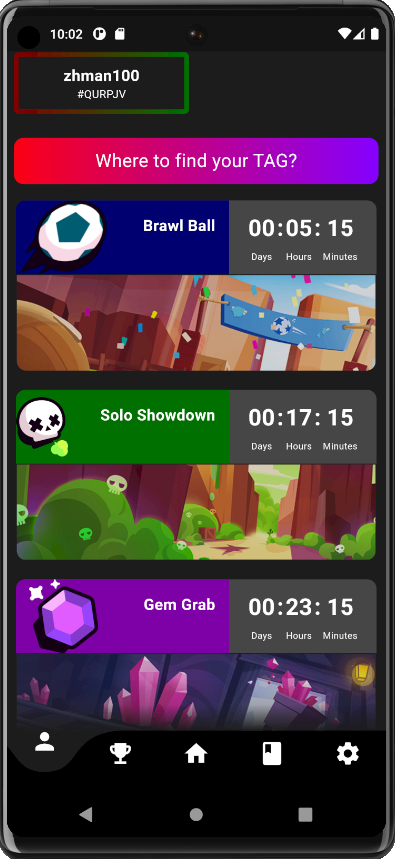 10:02
zhman100
#QURPJV
Where to find your TAG?
Brawl Ball
00:05:15
Days Hours Minutes
Solo Showdown
00:17:15
Days Hours Minutes
Gem Grab
00:23:15
Days Hours Minutes